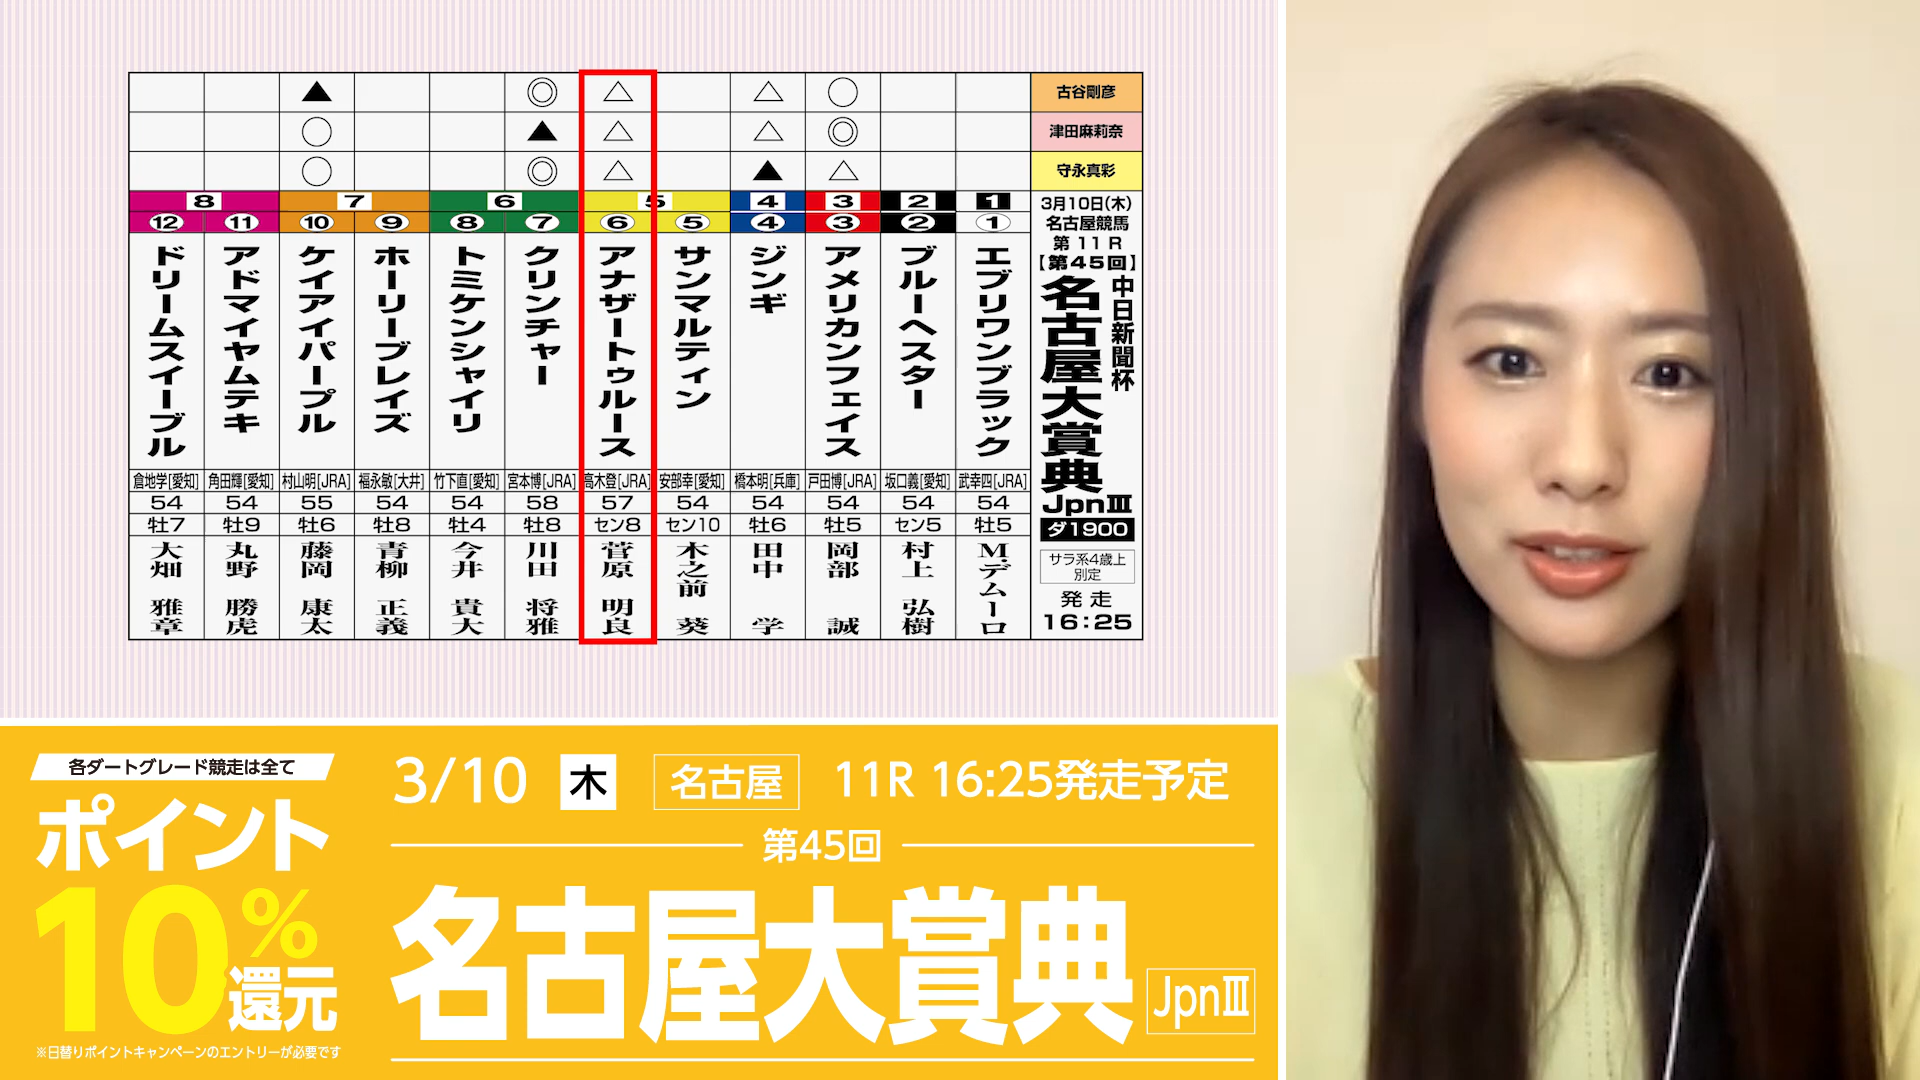 古谷剛彦 ○ △ △ ◎ ▲
津田麻莉奈 ◎ △ △ ▲ ○
守永真彩 △ ▲ △ ◎ ○
3月10日(木)
名古屋競馬
第11R
【第45回】
中日新聞杯
名古屋大賞典
JpnⅢ
ダ1900
サラ系4歳上
別定
発走
16:25
1 ① エブリワンブラック 武幸四[JRA] 54 牡5 M.デムーロ
2 ② ブルーヘスター 坂口義[愛知] 54 セン5 村上 弘樹
3 ③ アメリカンフェイス 戸田博[JRA] 54 牡5 岡部 誠
4 ④ ジンギ 橋本明[兵庫] 54 牡6 田中 学
5 ⑤ サンマルティン 安部幸[愛知] 54 セン10 木之前 葵
⑥ アナザートゥルース 高木登[JRA] 57 セン8 菅原 明良
6 ⑦ クリンチャー 宮本博[JRA] 58 牡8 川田 将雅
⑧ トミケンシャイリ 竹下直[愛知] 54 牡4 今井 貴大
7 ⑨ ホーリーブレイズ 福永敏[大井] 54 牡8 青柳 正義
⑩ ケイアイパープル 村山明[JRA] 55 牡6 藤岡 康太
8 ⑪ アドマイヤムテキ 角田輝[愛知] 54 牡9 丸野 勝虎
⑫ ドリームスイーブル 倉地学[愛知] 54 牡7 大畑 雅章
各ダートグレード競走は全て
ポイント
10%
還元
※日替りポイントキャンペーンのエントリーが必要です
3/10 木 名古屋 11R 16:25発走予定
第45回
名古屋大賞典
JpnⅢ